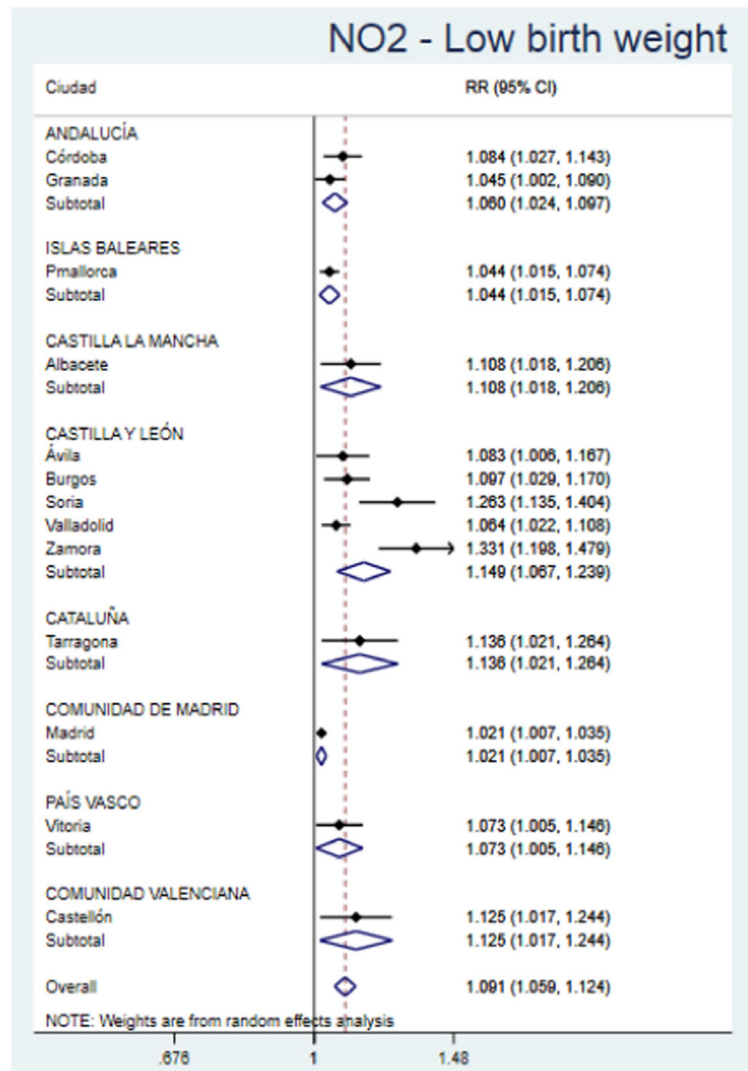 NO2 - Low birth weight
Ciudad RR (95% CI)
ANDALUCÍA
Córdoba 1.084 (1.027, 1.143)
Granada 1.045 (1.002, 1.090)
Subtotal 1.060 (1.024, 1.097)
ISLAS BALEARES
Pmallorca 1.044 (1.015, 1.074)
Subtotal 1.044 (1.015, 1.074)
CASTILLA LA MANCHA
Albacete 1.108 (1.018, 1.206)
Subtotal 1.108 (1.018, 1.206)
CASTILLA Y LEÓN
Ávila 1.083 (1.006, 1.167)
Burgos 1.097 (1.029, 1.170)
Soria 1.263 (1.135, 1.404)
Valladolid 1.064 (1.022, 1.108)
Zamora 1.331 (1.198, 1.479)
Subtotal 1.149 (1.067, 1.239)
CATALUÑA
Tarragona 1.136 (1.021, 1.264)
Subtotal 1.136 (1.021, 1.264)
COMUNIDAD DE MADRID
Madrid 1.021 (1.007, 1.035)
Subtotal 1.021 (1.007, 1.035)
PAÍS VASCO
Vitoria 1.073 (1.005, 1.146)
Subtotal 1.073 (1.005, 1.146)
COMUNIDAD VALENCIANA
Castellón 1.125 (1.017, 1.244)
Subtotal 1.125 (1.017, 1.244)
Overall 1.091 (1.059, 1.124)
NOTE: Weights are from random effects analysis
.676 1 1.48